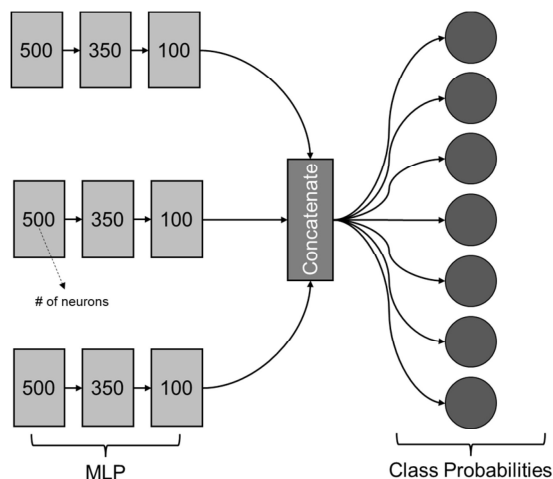 500 350 100
Concatenate
500 350 100
# of neurons
500 350 100
MLP
Class Probabilities